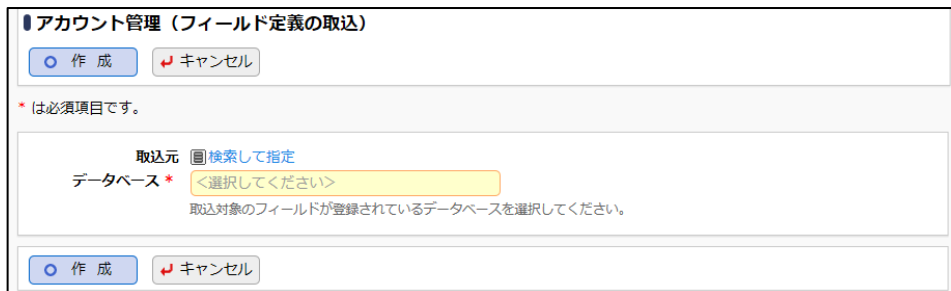 アカウント管理（フィールド定義の取込）
作 成 キャンセル
* は必須項目です。
取込元 検索して指定
データベース * <選択してください>
取込対象のフィールドが登録されているデータベースを選択してください。
作 成 キャンセル